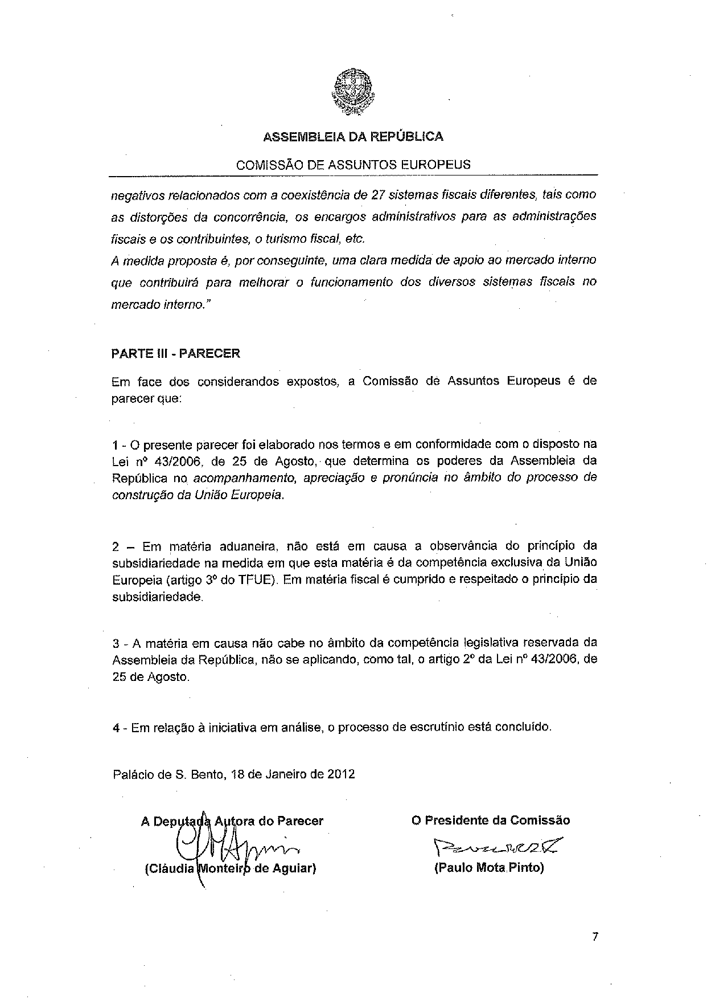 ASSEMBLEIA DA REPÚBLICA
COMISSÃO DE ASSUNTOS EUROPEUS
negativos relacionados com a coexistência de 27 sistemas fiscais diferentes, tais como
as distorções da concorrência, os encargos administrativos para as administrações
fiscais e os contribuintes, o turismo fiscal, etc.
A medida proposta é, por conseguinte, uma clara medida de apoio ao mercado interno
que contribuirá para melhorar o funcionamento dos diversos sistemas fiscais no
mercado interno."
PARTE III - PARECER
Em face dos considerandos expostos, a Comissão de Assuntos Europeus é de
parecer que:
1 - O presente parecer foi elaborado nos termos e em conformidade com o disposto na
Lei nº 43/2006, de 25 de Agosto, que determina os poderes da Assembleia da
República no acompanhamento, apreciação e pronúncia no âmbito do processo de
construção da União Europeia.
2 – Em matéria aduaneira, não está em causa a observância do princípio da
subsidiariedade na medida em que esta matéria é da competência exclusiva da União
Europeia (artigo 3º do TFUE). Em matéria fiscal é cumprido e respeitado o princípio da
subsidiariedade.
3 - A matéria em causa não cabe no âmbito da competência legislativa reservada da
Assembleia da República, não se aplicando, como tal, o artigo 2º da Lei nº 43/2006, de
25 de Agosto.
4 - Em relação à iniciativa em análise, o processo de escrutínio está concluído.
Palácio de S. Bento, 18 de Janeiro de 2012
A Deputada Autora do Parecer O Presidente da Comissão
(Cláudia Monteiro de Aguiar) (Paulo Mota Pinto)
7